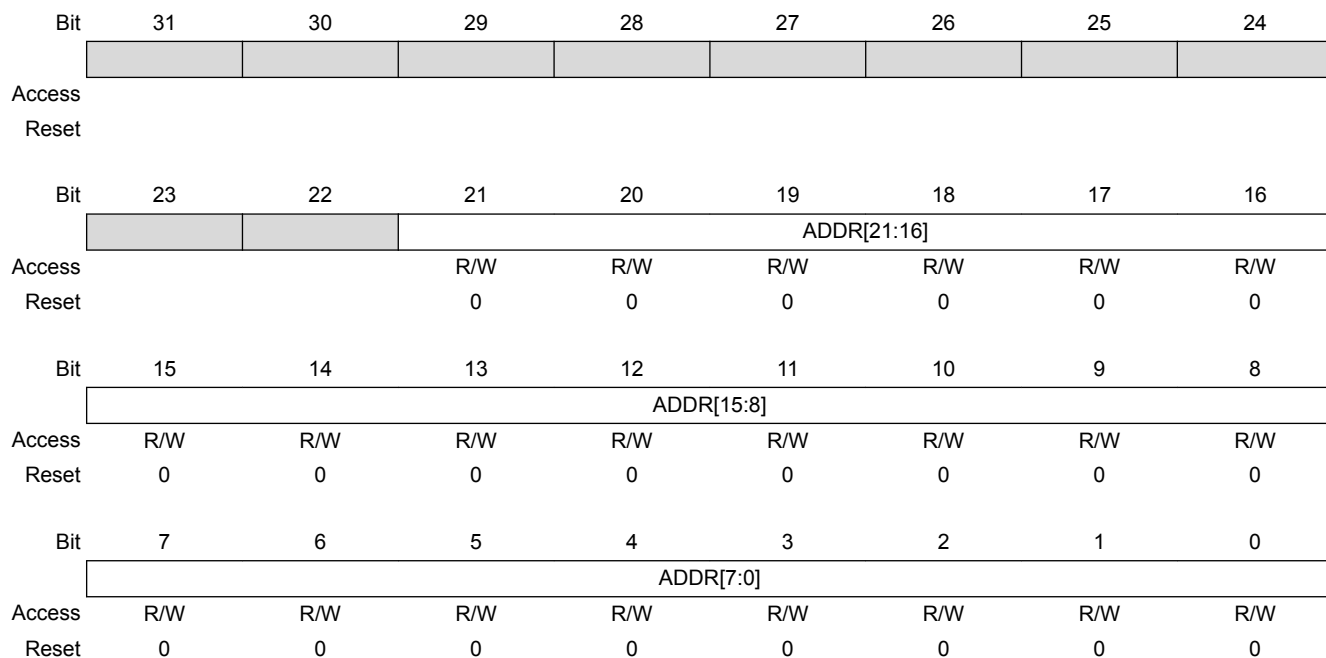 Bit 31 30 29 28 27 26 25 24
Access
Reset
Bit 23 22 21 20 19 18 17 16
ADDR[21:16]
Access R/W R/W R/W R/W R/W R/W
Reset 0 0 0 0 0 0
Bit 15 14 13 12 11 10 9 8
ADDR[15:8]
Access R/W R/W R/W R/W R/W R/W R/W R/W
Reset 0 0 0 0 0 0 0 0
Bit 7 6 5 4 3 2 1 0
ADDR[7:0]
Access R/W R/W R/W R/W R/W R/W R/W R/W
Reset 0 0 0 0 0 0 0 0